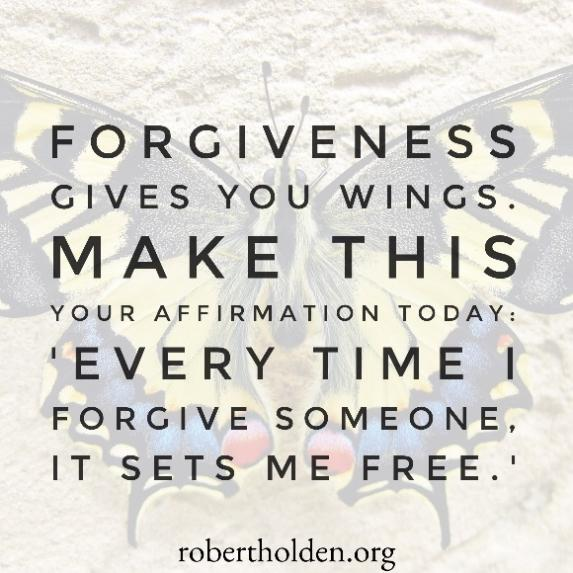 FORGIVENESS
GIVES YOU WINGS.
MAKE THIS
YOUR AFFIRMATION TODAY:
'EVERY TIME I
FORGIVE SOMEONE,
IT SETS ME FREE.'
robertholden.org